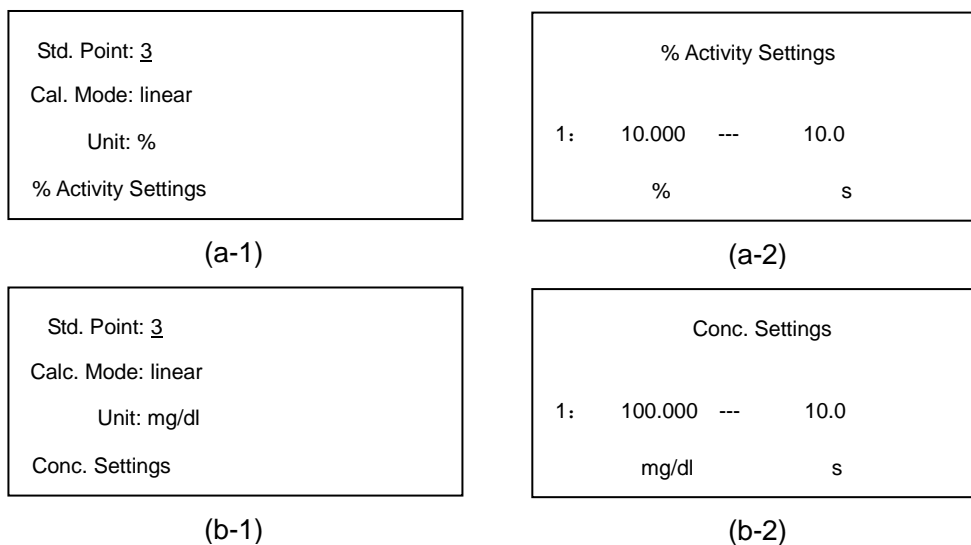 Std. Point: 3
Cal. Mode: linear
Unit: %
% Activity Settings
(a-1)
% Activity Settings
1： 10.000 --- 10.0
% s
(a-2)
Std. Point: 3
Calc. Mode: linear
Unit: mg/dl
Conc. Settings
(b-1)
Conc. Settings
1： 100.000 --- 10.0
mg/dl s
(b-2)